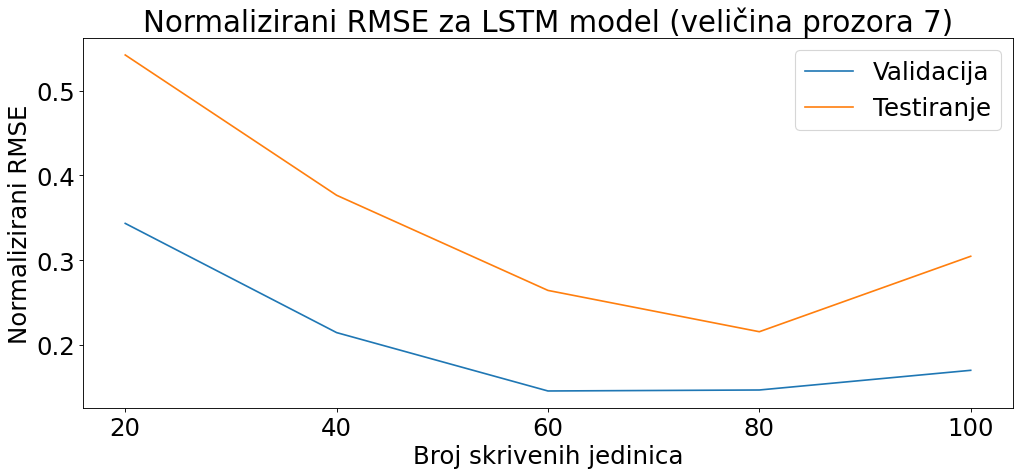 Normalizirani RMSE za LSTM model (veličina prozora 7)
Validacija
Testiranje
Normalizirani RMSE
0.5
0.4
0.3
0.2
20 40 60 80 100
Broj skrivenih jedinica